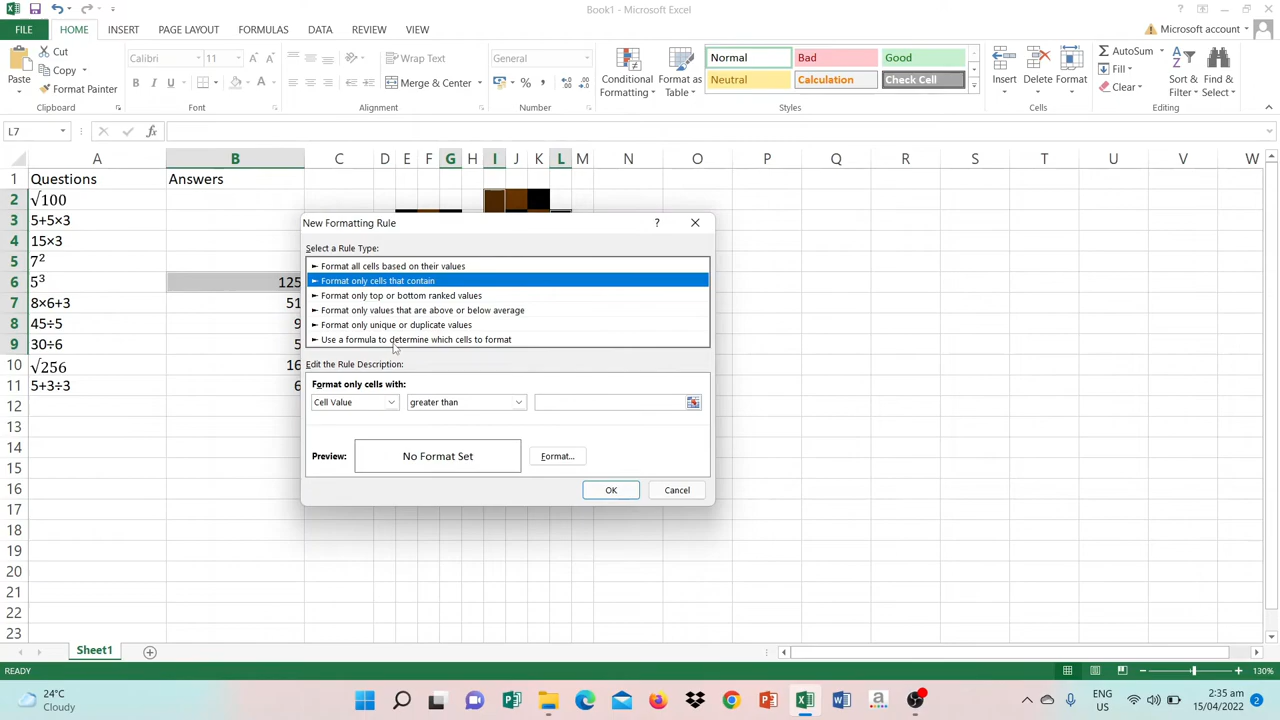 Book1 - Microsoft Excel
FILE HOME INSERT PAGE LAYOUT FORMULAS DATA REVIEW VIEW Microsoft account
Paste Cut Copy Format Painter
Calibri 11
B I U A
Wrap Text
Merge & Center
General
% ,
Conditional Formatting
Format as Table
Normal Bad Good
Neutral Calculation Check Cell
Insert Delete Format
AutoSum Fill Clear
Sort & Filter
Find & Select
Clipboard Font Alignment Number Styles Cells Editing
L7 fx
A B C D E F G H I J K L M N O P Q R S T U V W
1 Questions Answers
2 √100
3 5+5×3
4 15×3
5 7²
6 5³ 125
7 8×6+3 51
8 45÷5 9
9 30÷6 5
10 √256 16
11 5+3÷3 6
12
13
14
15
16
17
18
19
20
21
22
23
New Formatting Rule ?
Select a Rule Type:
► Format all cells based on their values
► Format only cells that contain
► Format only top or bottom ranked values
► Format only values that are above or below average
► Format only unique or duplicate values
► Use a formula to determine which cells to format
Edit the Rule Description:
Format only cells with:
Cell Value greater than
Preview: No Format Set Format...
OK Cancel
Sheet1
READY 130%
24°C
Cloudy
ENG
US
2:35 pm
15/04/2022
2